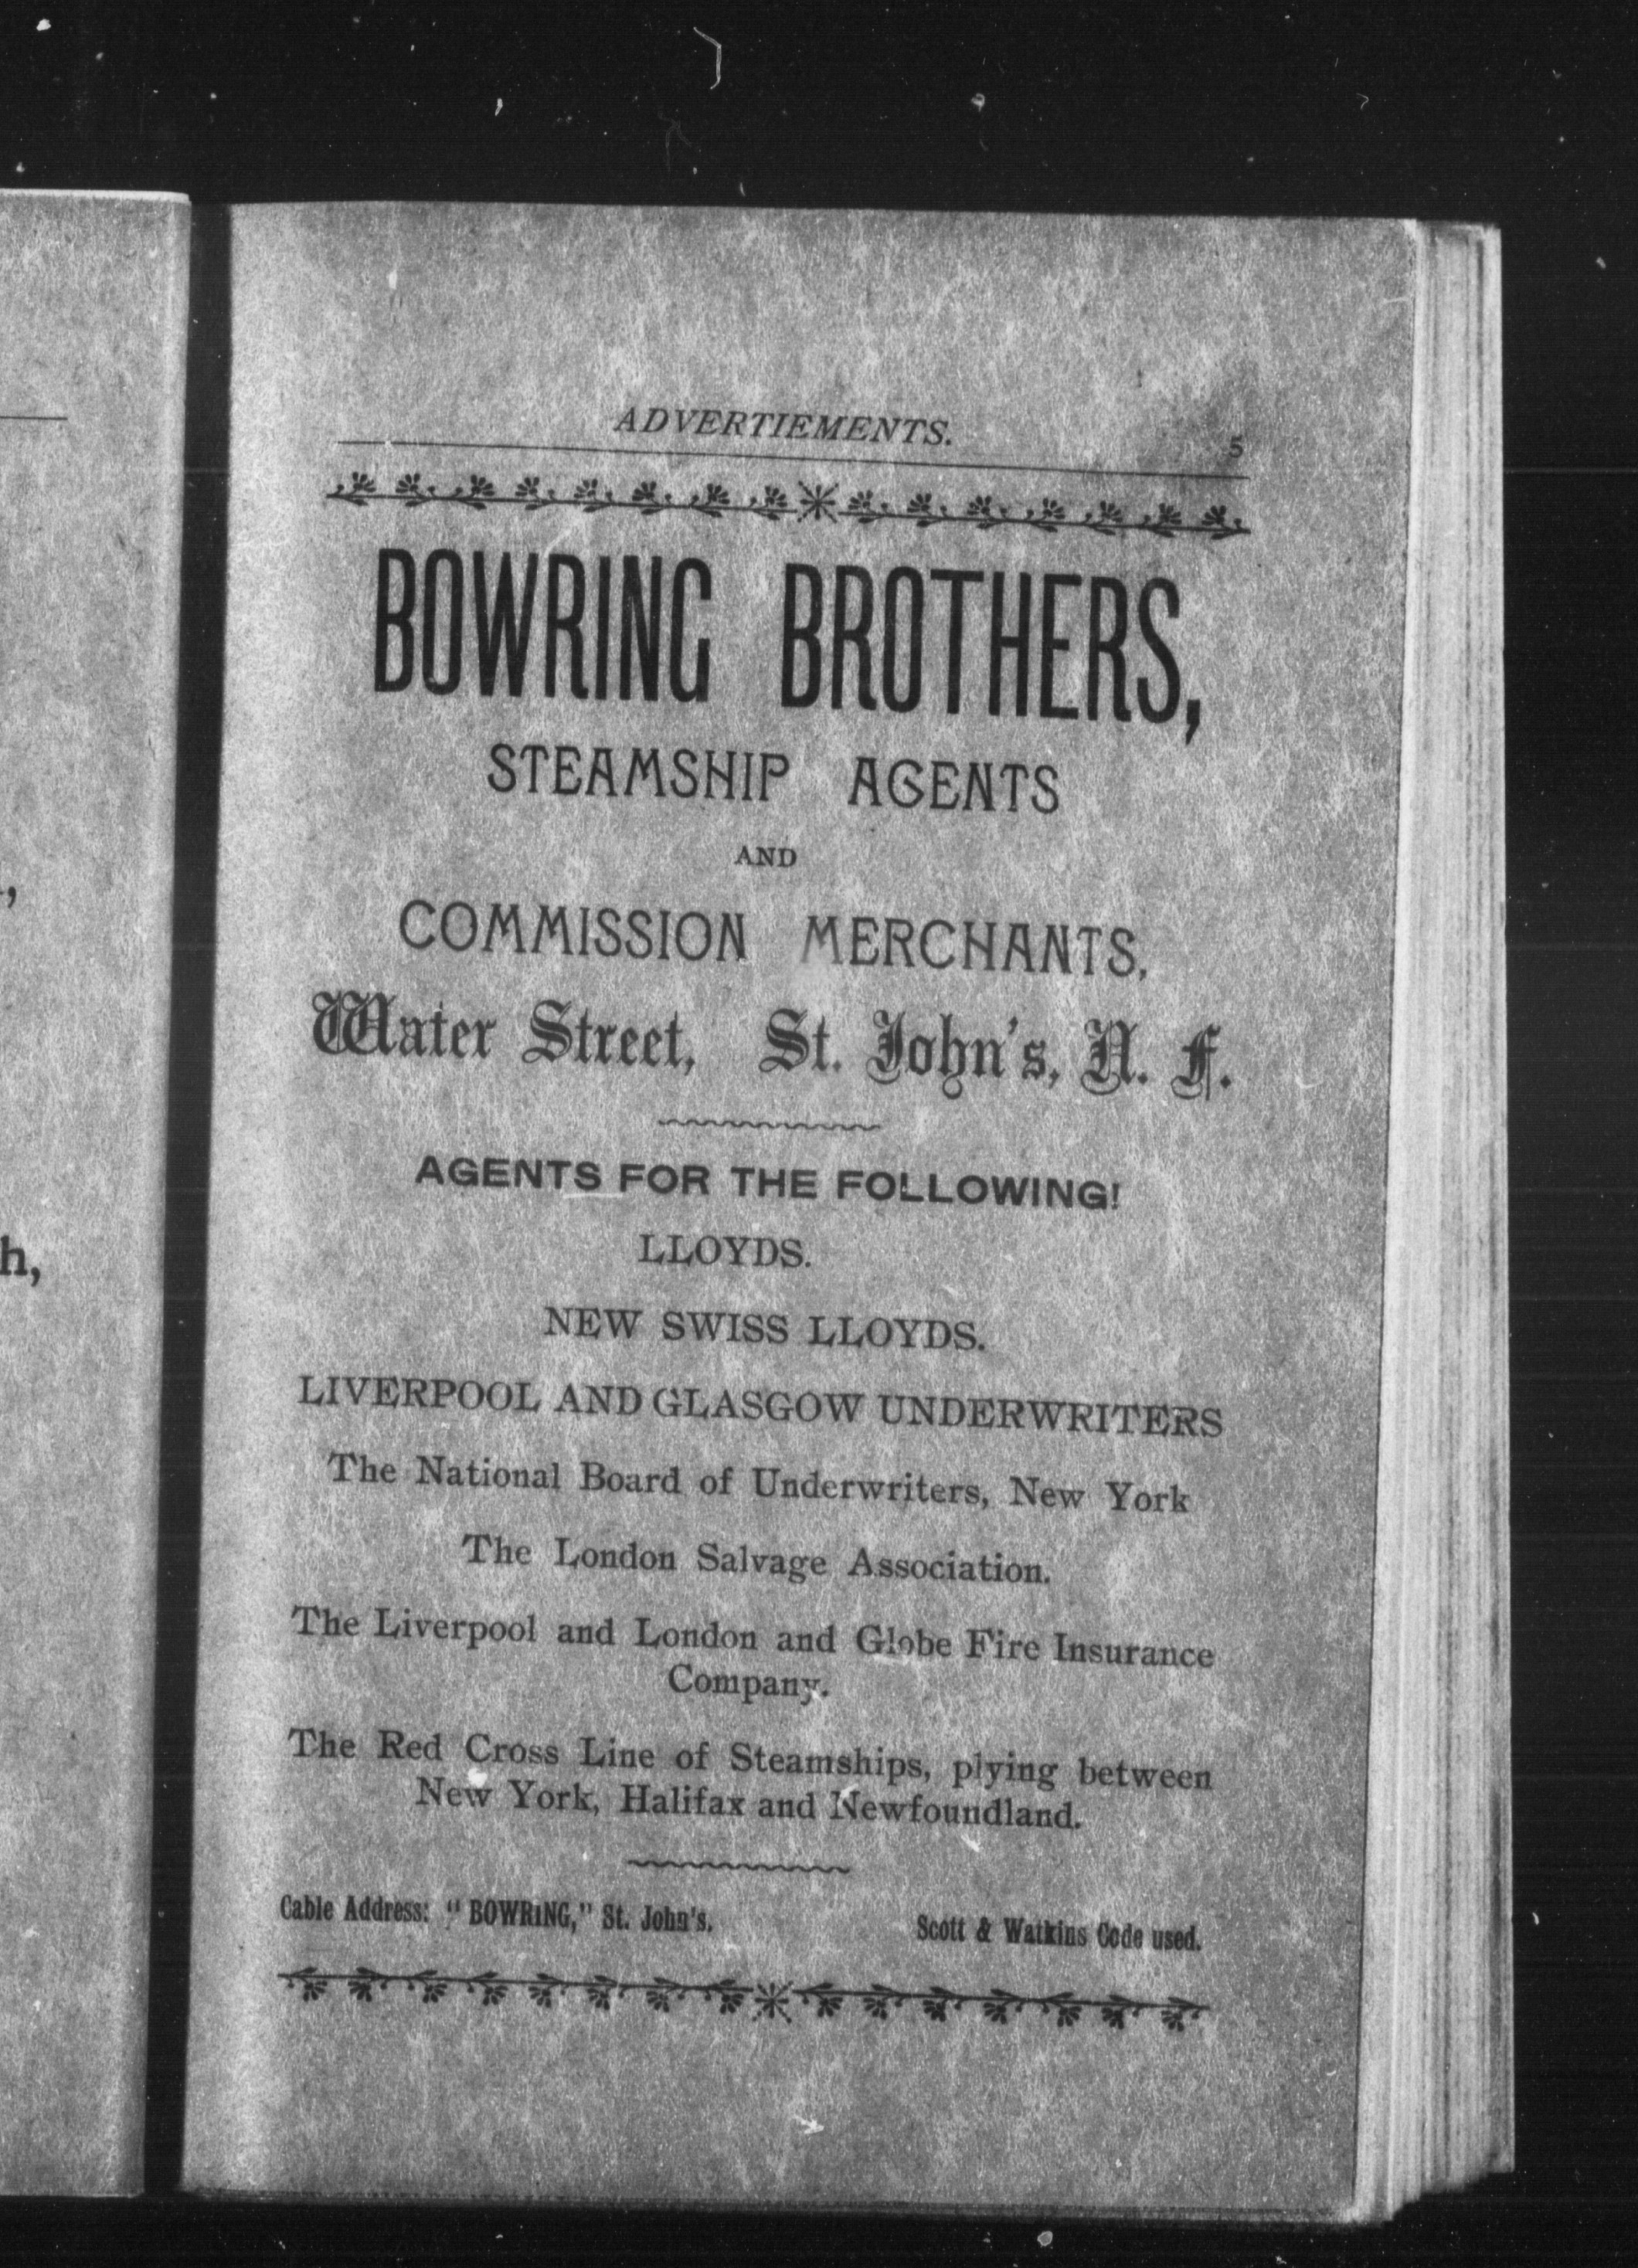 ADVERTIEMENTS. 5
BOWRING BROTHERS,
STEAMSHIP AGENTS
AND
COMMISSION MERCHANTS,
Water Street, St. John's, N. F.
AGENTS FOR THE FOLLOWING!
LLOYDS.
NEW SWISS LLOYDS.
LIVERPOOL AND GLASGOW UNDERWRITERS
The National Board of Underwriters, New York
The London Salvage Association.
The Liverpool and London and Globe Fire Insurance
Company.
The Red Cross Line of Steamships, plying between
New York, Halifax and Newfoundland.
Cable Address: "BOWRING," St. John's. Scott & Watkins Code used.